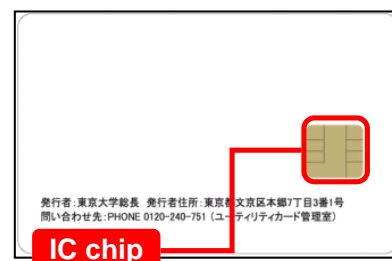 発行者:東京大学総長 発行者住所:東京都文京区本郷7丁目3番1号
問い合わせ先:PHONE 0120-240-751(ユーティリティカード管理室)
IC chip